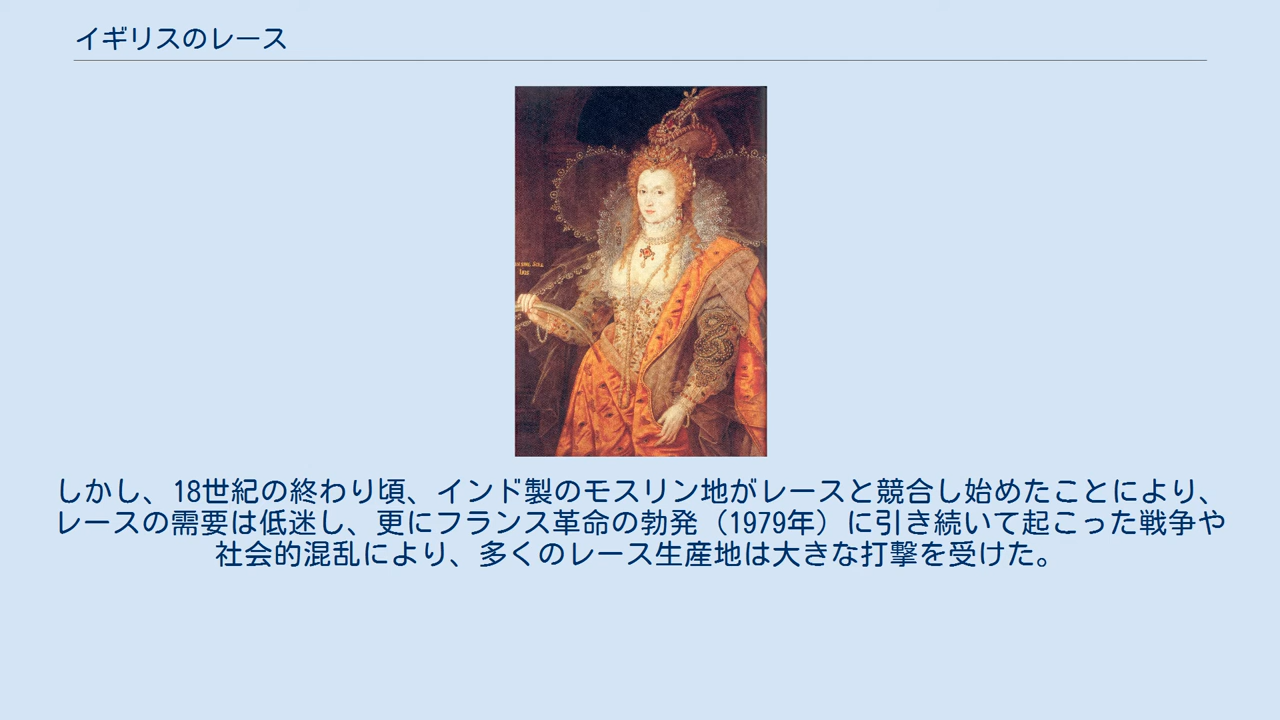 イギリスのレース
しかし、18世紀の終わり頃、インド製のモスリン地がレースと競合し始めたことにより、
レースの需要は低迷し、更にフランス革命の勃発（1979年）に引き続いて起こった戦争や
社会的混乱により、多くのレース生産地は大きな打撃を受けた。